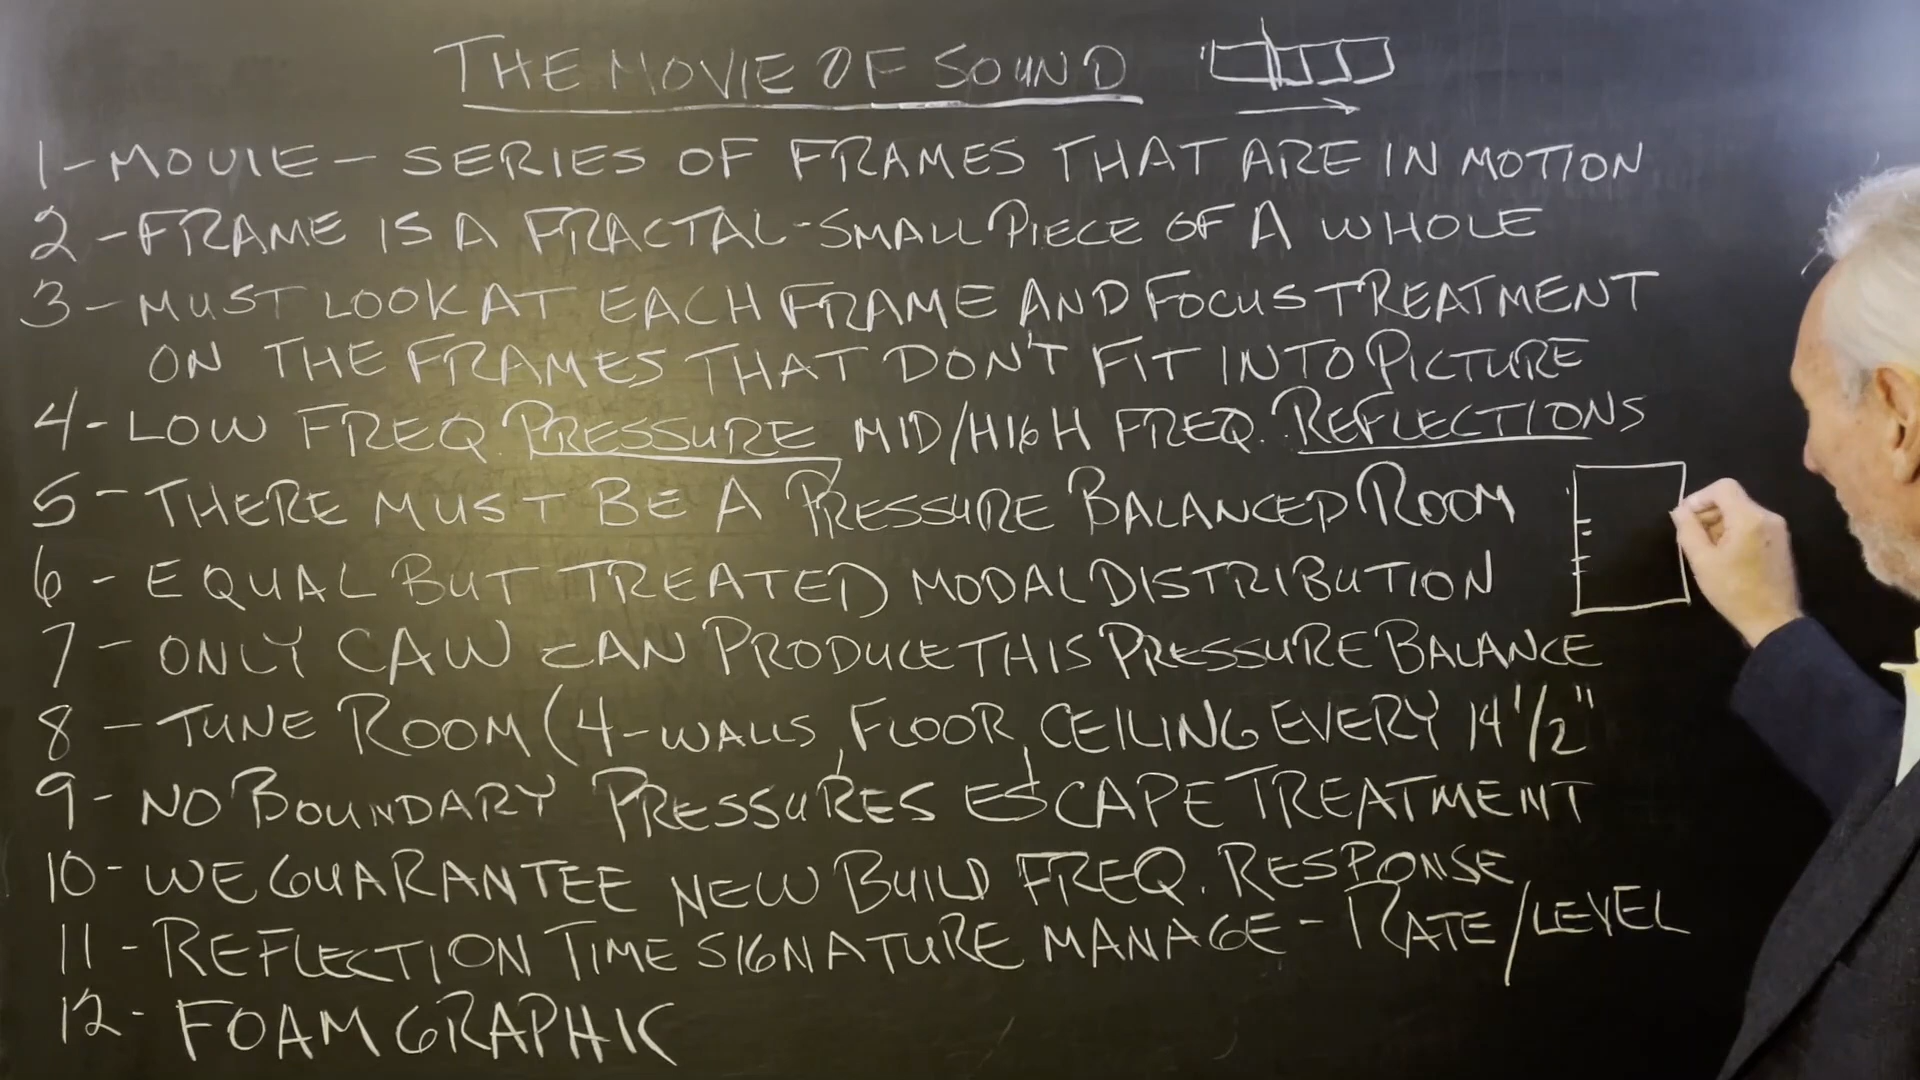 THE MOVIE OF SOUND
1-MOVIE- SERIES OF FRAMES THAT ARE IN MOTION
2-FRAME IS A FRACTAL-SMALL PIECE OF A WHOLE
3-MUST LOOK AT EACH FRAME AND FOCUS TREATMENT
ON THE FRAMES THAT DON'T FIT INTO PICTURE
4-LOW FREQ. PRESSURE MID/HIGH FREQ. REFLECTIONS
5-THERE MUST BE A PRESSURE BALANCED ROOM
6-EQUAL BUT TREATED MODAL DISTRIBUTION
7-ONLY CAW CAN PRODUCE THIS PRESSURE BALANCE
8-TUNE ROOM (4-WALLS, FLOOR, CEILING EVERY 14 1/2"
9-NO BOUNDARY PRESSURES ESCAPE TREATMENT
10-WE GUARANTEE NEW BUILD FREQ. RESPONSE
11-REFLECTION TIME SIGNATURE MANAGE-RATE/LEVEL
12-FOAM GRAPHIC